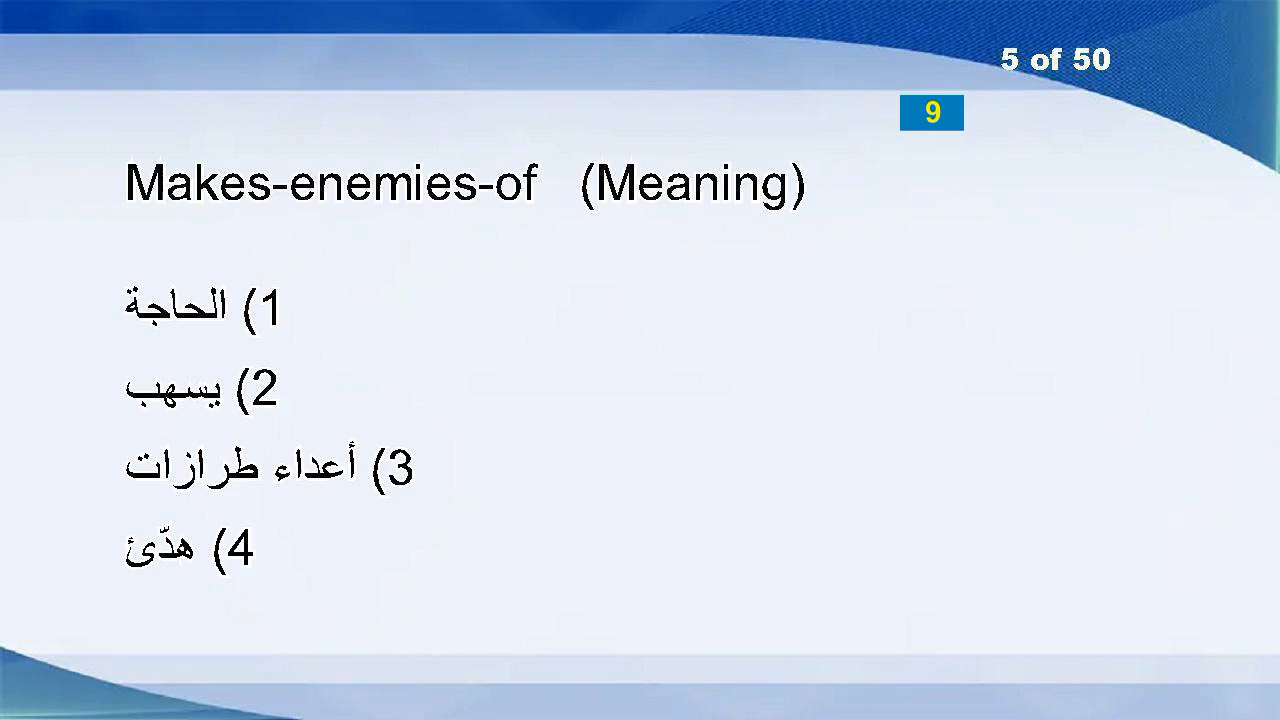 5 of 50
9
Makes-enemies-of (Meaning)
1) الحاجة
2) يسهب
3) أعداء طرازات
4) هدّئ